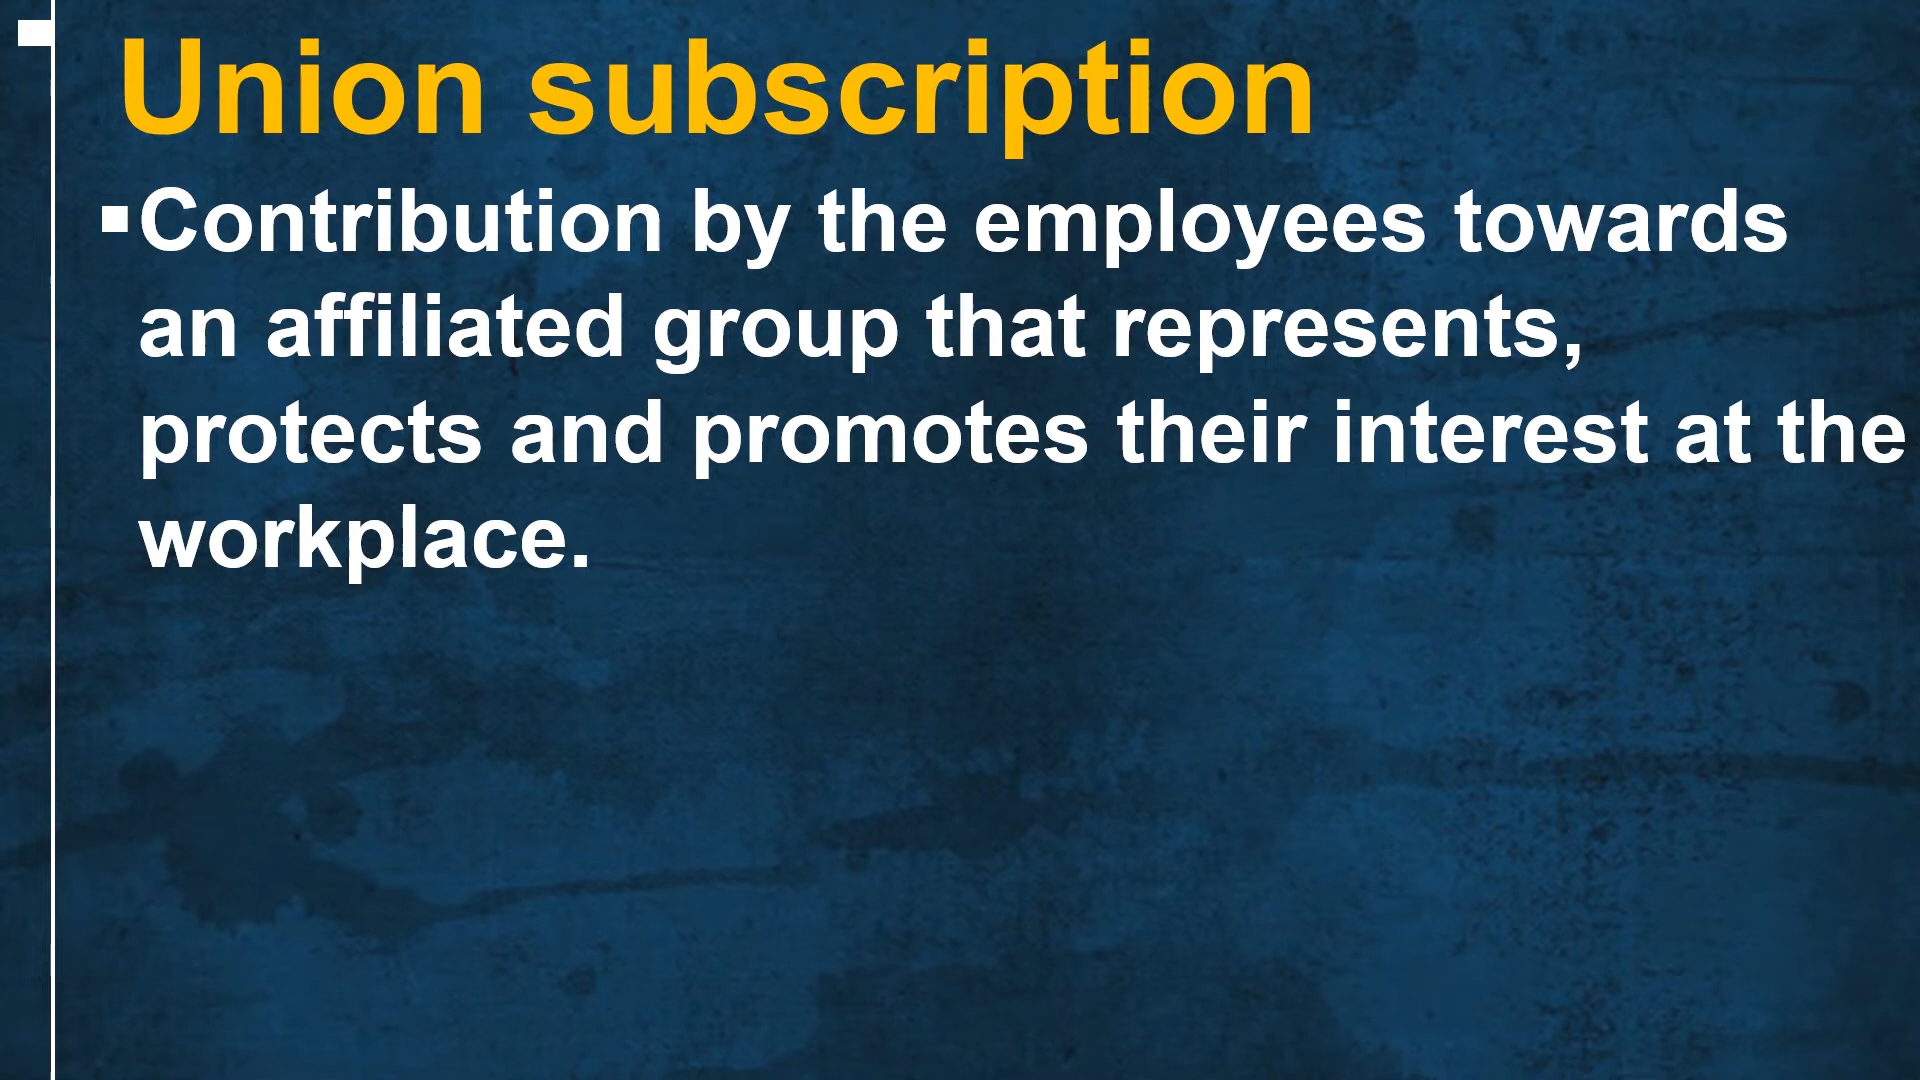 Union subscription
▪Contribution by the employees towards
an affiliated group that represents,
protects and promotes their interest at the
workplace.